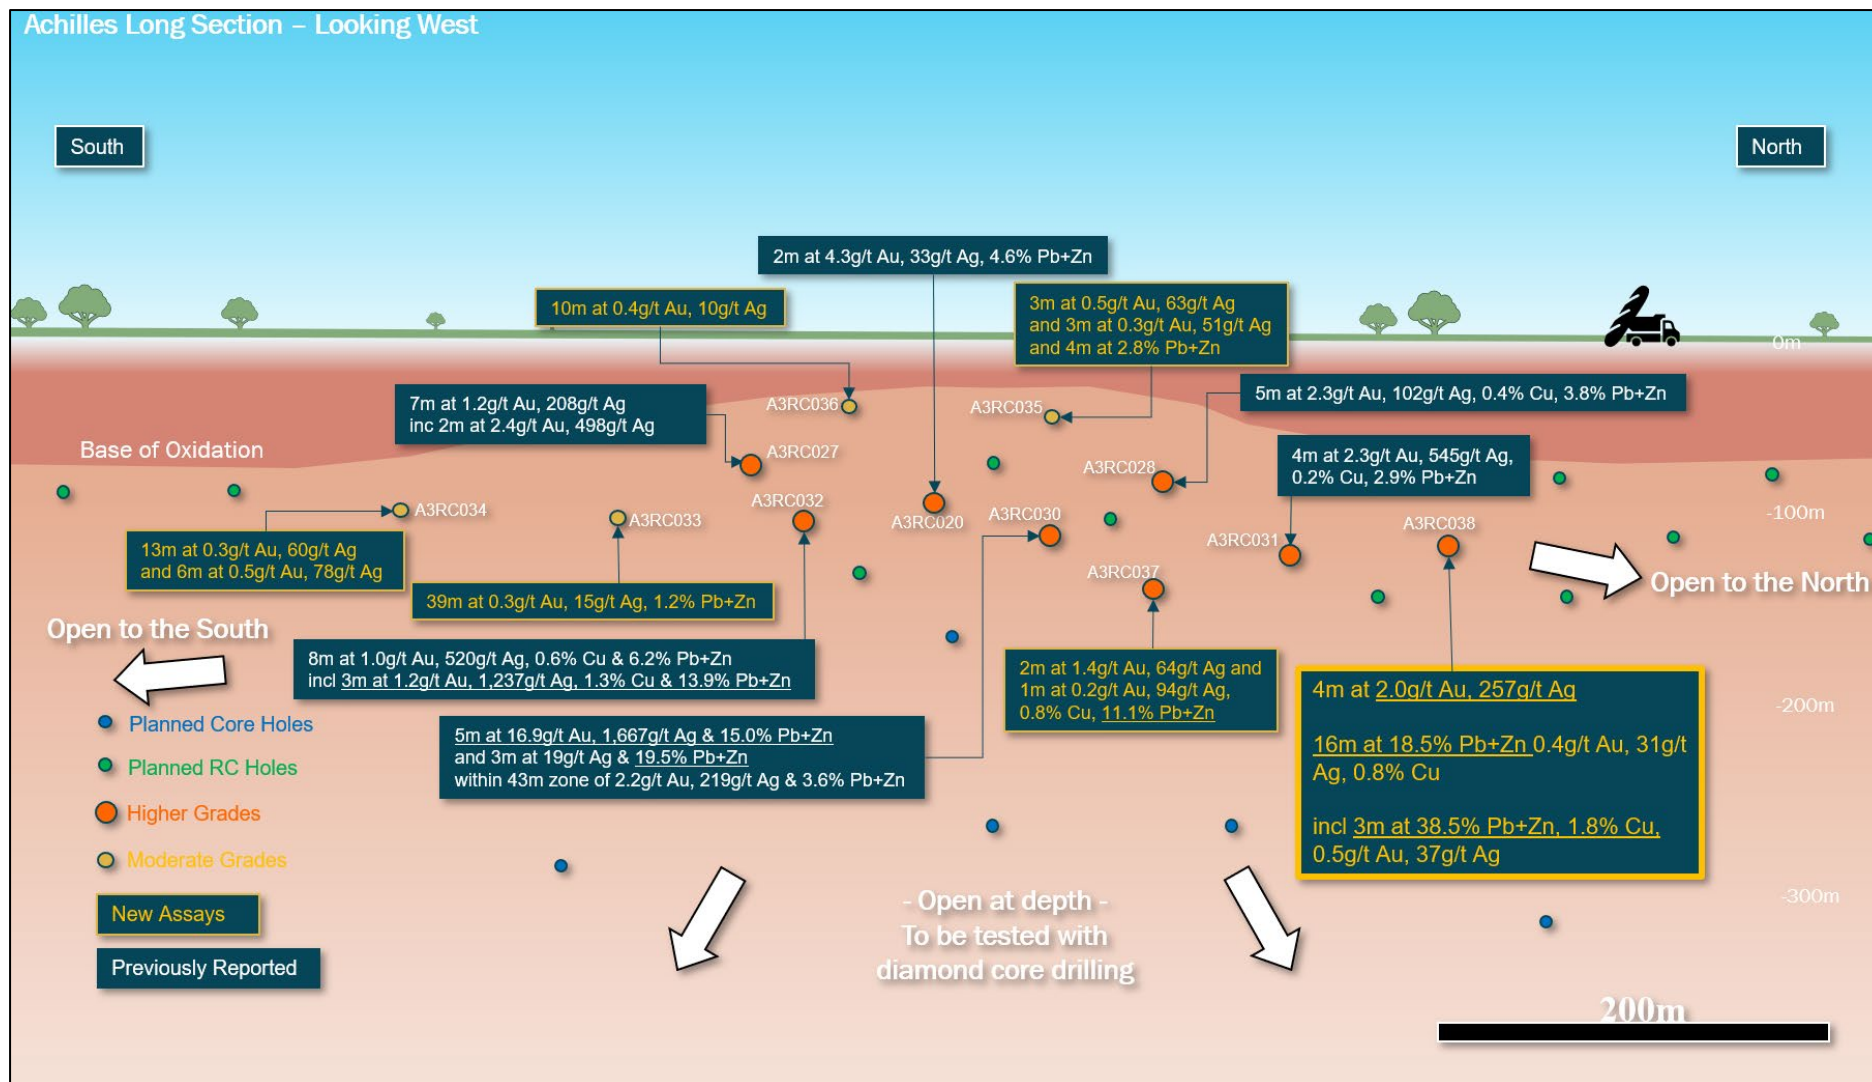 Achilles Long Section – Looking West
South
North
2m at 4.3g/t Au, 33g/t Ag, 4.6% Pb+Zn
10m at 0.4g/t Au, 10g/t Ag
3m at 0.5g/t Au, 63g/t Ag
and 3m at 0.3g/t Au, 51g/t Ag
and 4m at 2.8% Pb+Zn
0m
7m at 1.2g/t Au, 208g/t Ag
inc 2m at 2.4g/t Au, 498g/t Ag
A3RC036
A3RC035
5m at 2.3g/t Au, 102g/t Ag, 0.4% Cu, 3.8% Pb+Zn
Base of Oxidation
A3RC027
A3RC028
4m at 2.3g/t Au, 545g/t Ag,
0.2% Cu, 2.9% Pb+Zn
A3RC034
A3RC033
A3RC032
A3RC020
A3RC030
A3RC031
A3RC038
-100m
13m at 0.3g/t Au, 60g/t Ag
and 6m at 0.5g/t Au, 78g/t Ag
A3RC037
39m at 0.3g/t Au, 15g/t Ag, 1.2% Pb+Zn
Open to the North
Open to the South
8m at 1.0g/t Au, 520g/t Ag, 0.6% Cu & 6.2% Pb+Zn
incl 3m at 1.2g/t Au, 1,237g/t Ag, 1.3% Cu & 13.9% Pb+Zn
2m at 1.4g/t Au, 64g/t Ag and
1m at 0.2g/t Au, 94g/t Ag,
0.8% Cu, 11.1% Pb+Zn
4m at 2.0g/t Au, 257g/t Ag
16m at 18.5% Pb+Zn 0.4g/t Au, 31g/t
Ag, 0.8% Cu
incl 3m at 38.5% Pb+Zn, 1.8% Cu,
0.5g/t Au, 37g/t Ag
-200m
5m at 16.9g/t Au, 1,667g/t Ag & 15.0% Pb+Zn
and 3m at 19g/t Ag & 19.5% Pb+Zn
within 43m zone of 2.2g/t Au, 219g/t Ag & 3.6% Pb+Zn
Planned Core Holes
Planned RC Holes
Higher Grades
Moderate Grades
New Assays
Previously Reported
-300m
- Open at depth -
To be tested with
diamond core drilling
200m